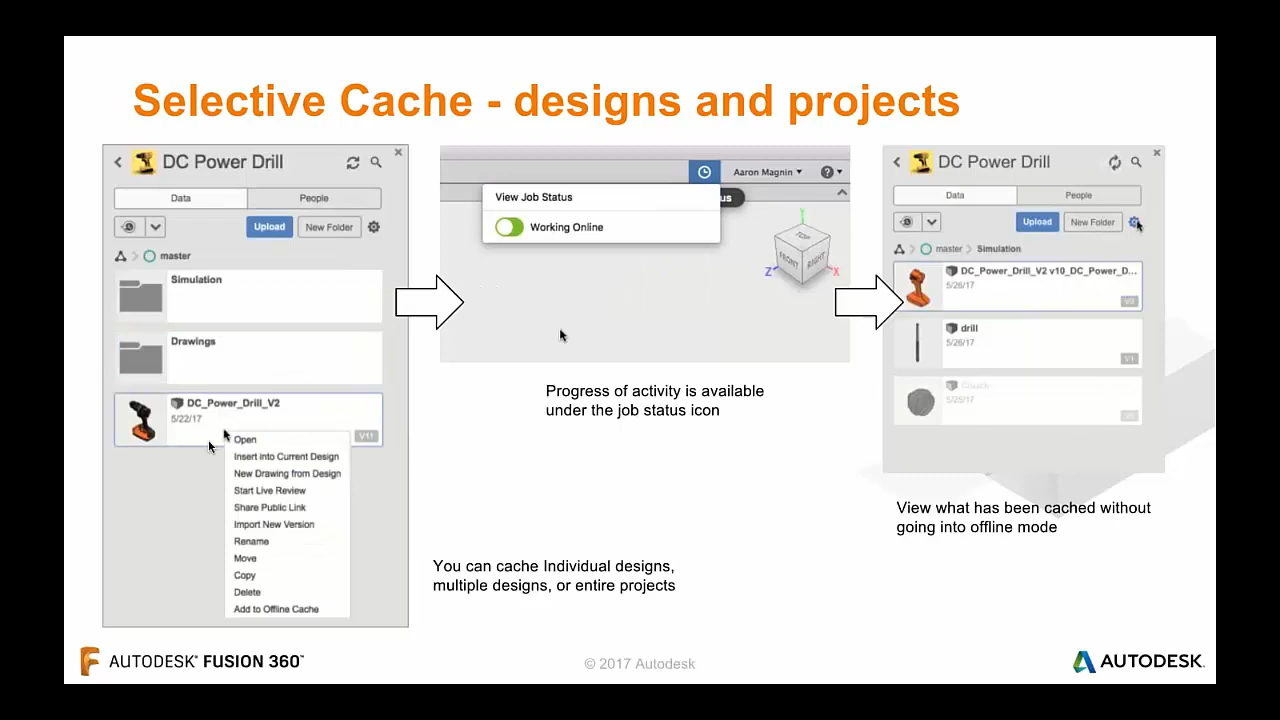 Selective Cache - designs and projects
DC Power Drill
Data
People
Upload
New Folder
master
Simulation
Drawings
DC_Power_Drill_V2
5/22/17
V11
Open
Insert into Current Design
New Drawing from Design
Start Live Review
Share Public Link
Import New Version
Rename
Move
Copy
Delete
Add to Offline Cache
Aaron Magnin
View Job Status
us
Working Online
TOP
FRONT
RIGHT
Y
Z
X
Progress of activity is available
under the job status icon
You can cache Individual designs,
multiple designs, or entire projects
DC Power Drill
Data
People
Upload
New Folder
master
Simulation
DC_Power_Drill_V2 v10_DC_Power_D...
5/26/17
drill
5/26/17
V1
View what has been cached without
going into offline mode
AUTODESK® FUSION 360™
© 2017 Autodesk
AUTODESK.